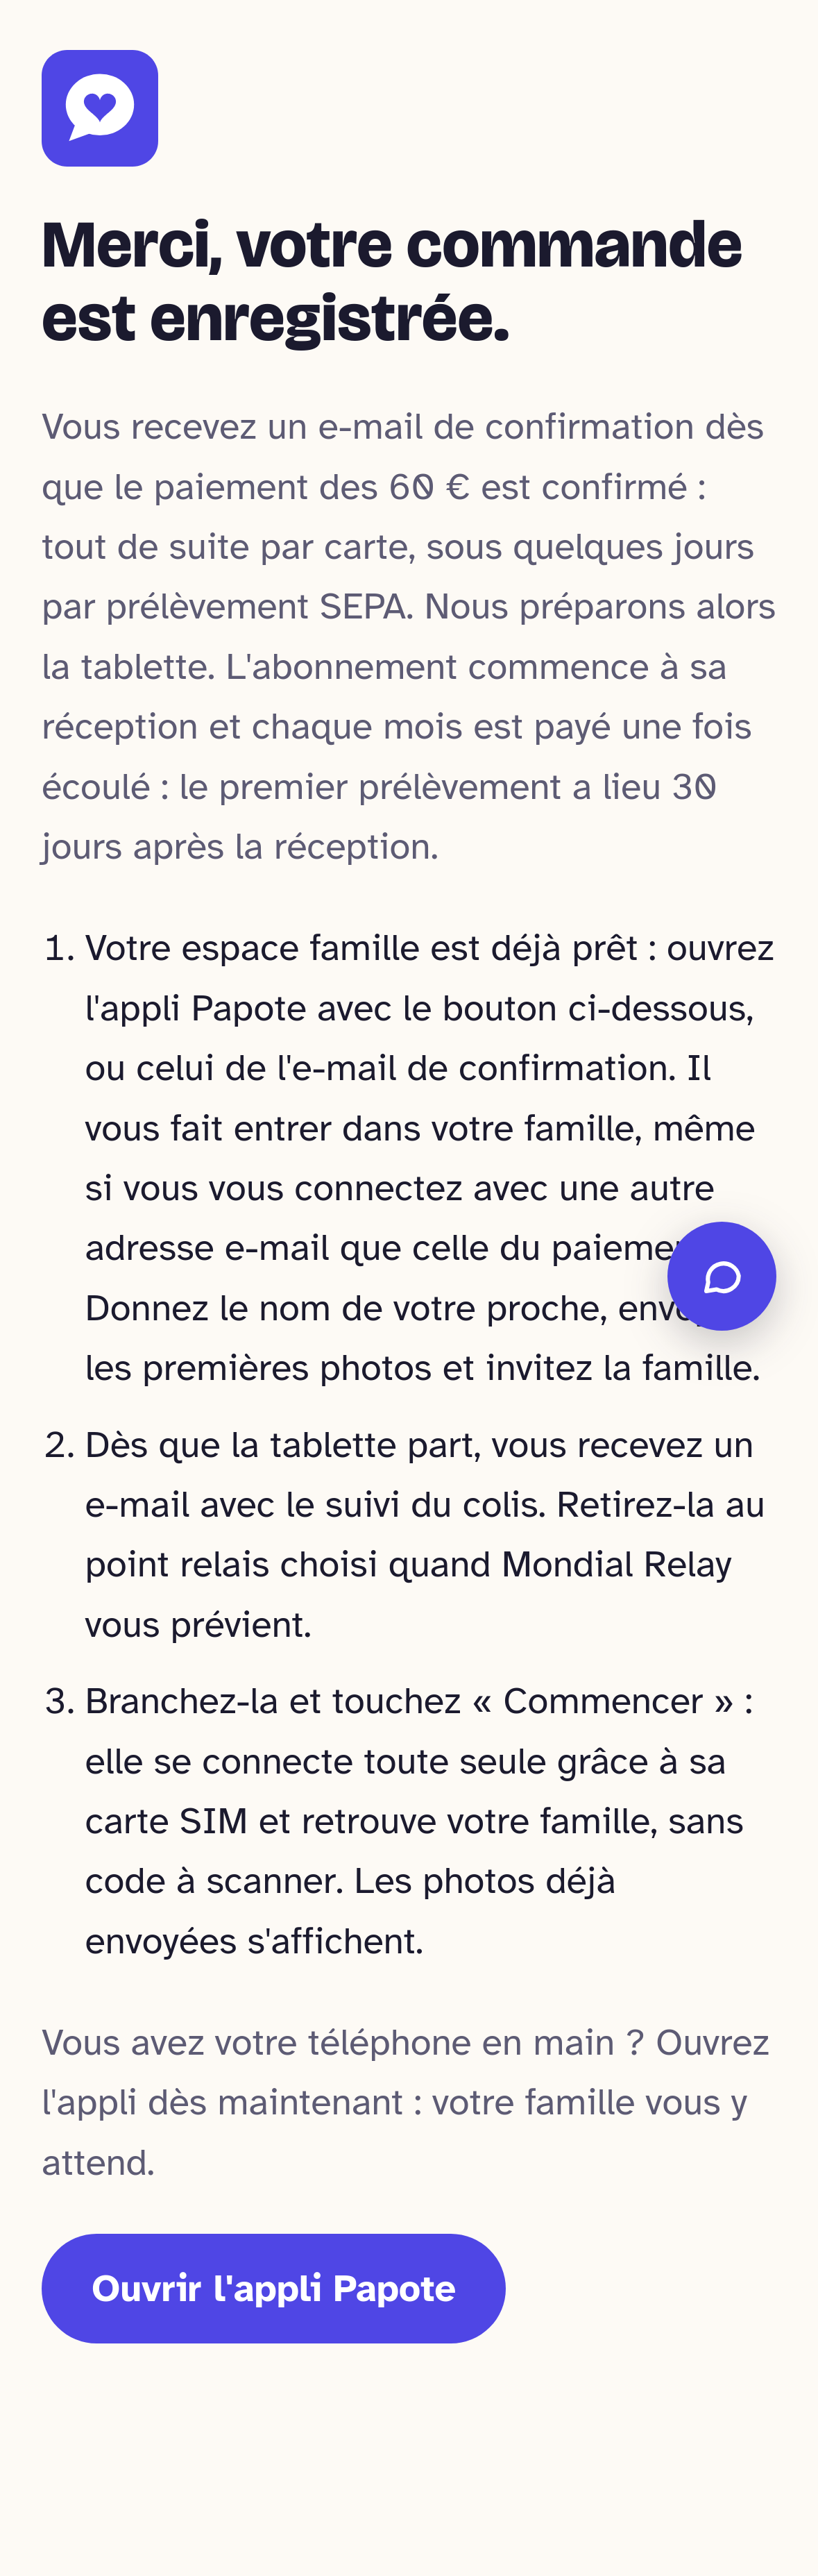 Merci, votre commande
est enregistrée.
Vous recevez un e-mail de confirmation dès
que le paiement des 60 € est confirmé :
tout de suite par carte, sous quelques jours
par prélèvement SEPA. Nous préparons alors
la tablette. L'abonnement commence à sa
réception et chaque mois est payé une fois
écoulé : le premier prélèvement a lieu 30
jours après la réception.
1. Votre espace famille est déjà prêt : ouvrez
l'appli Papote avec le bouton ci-dessous,
ou celui de l'e-mail de confirmation. Il
vous fait entrer dans votre famille, même
si vous vous connectez avec une autre
adresse e-mail que celle du
Donnez le nom de votre proche,
les premières photos et invitez la famille.
2. Dès que la tablette part, vous recevez un
e-mail avec le suivi du colis. Retirez-la au
point relais choisi quand Mondial Relay
vous prévient.
3. Branchez-la et touchez « Commencer » :
elle se connecte toute seule grâce à sa
carte SIM et retrouve votre famille, sans
code à scanner. Les photos déjà
envoyées s'affichent.
Vous avez votre téléphone en main ? Ouvrez
l'appli dès maintenant : votre famille vous y
attend.
Ouvrir l'appli Papote